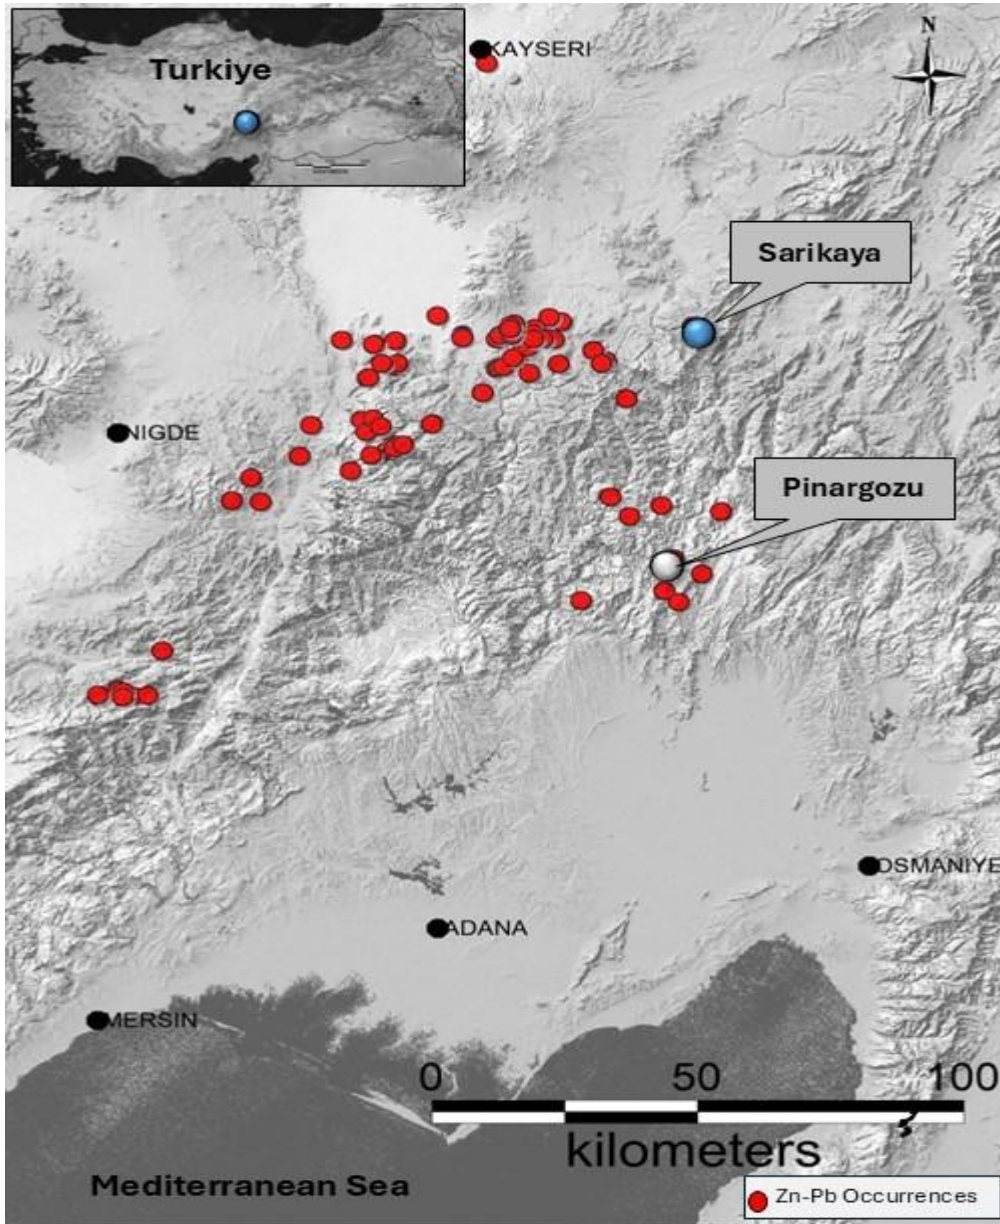 Turkiye
KAYSERI
N
Sarikaya
NIGDE
Pinargozu
OSMANIYE
ADANA
MERSIN
0 50 100
kilometers
Mediterranean Sea
Zn-Pb Occurrences